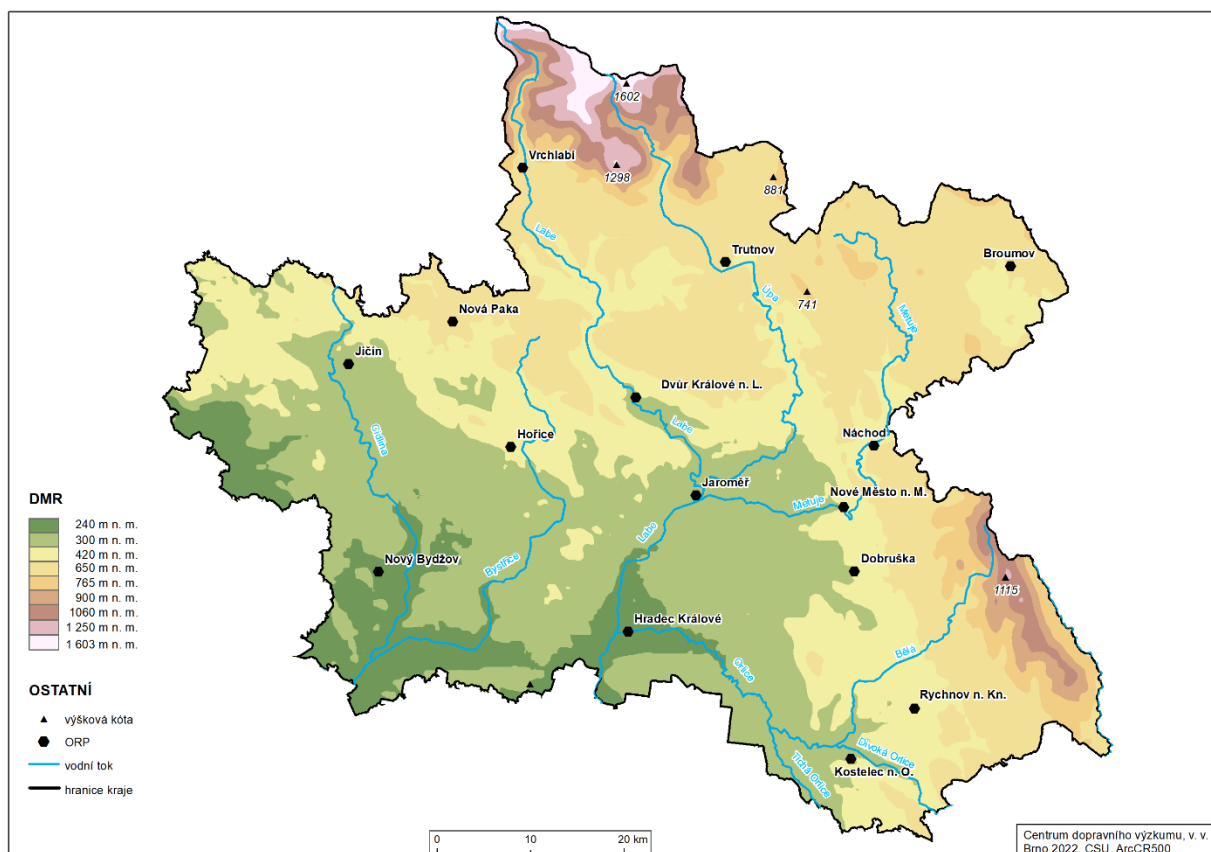 1602
Vrchlabí
1298
881
Labe
Trutnov
Broumov
Úpa
741
Metuje
Nová Paka
Jičín
Dvůr Králové n. L.
Labe
Cidlina
Hořice
Náchod
Jaroměř
Metuje
Nové Město n. M.
Labe
Nový Bydžov
Bystřice
Dobruška
1115
Hradec Králové
Orlice
Bělá
Rychnov n. Kn.
Divoká Orlice
Kostelec n. O.
Tichá Orlice
DMR
240 m n. m.
300 m n. m.
420 m n. m.
650 m n. m.
765 m n. m.
900 m n. m.
1060 m n. m.
1 250 m n. m.
1 603 m n. m.
OSTATNÍ
výšková kóta
ORP
vodní tok
hranice kraje
0 10 20 km
Centrum dopravního výzkumu, v. v.
Brno 2022, CSU, ArcCR500